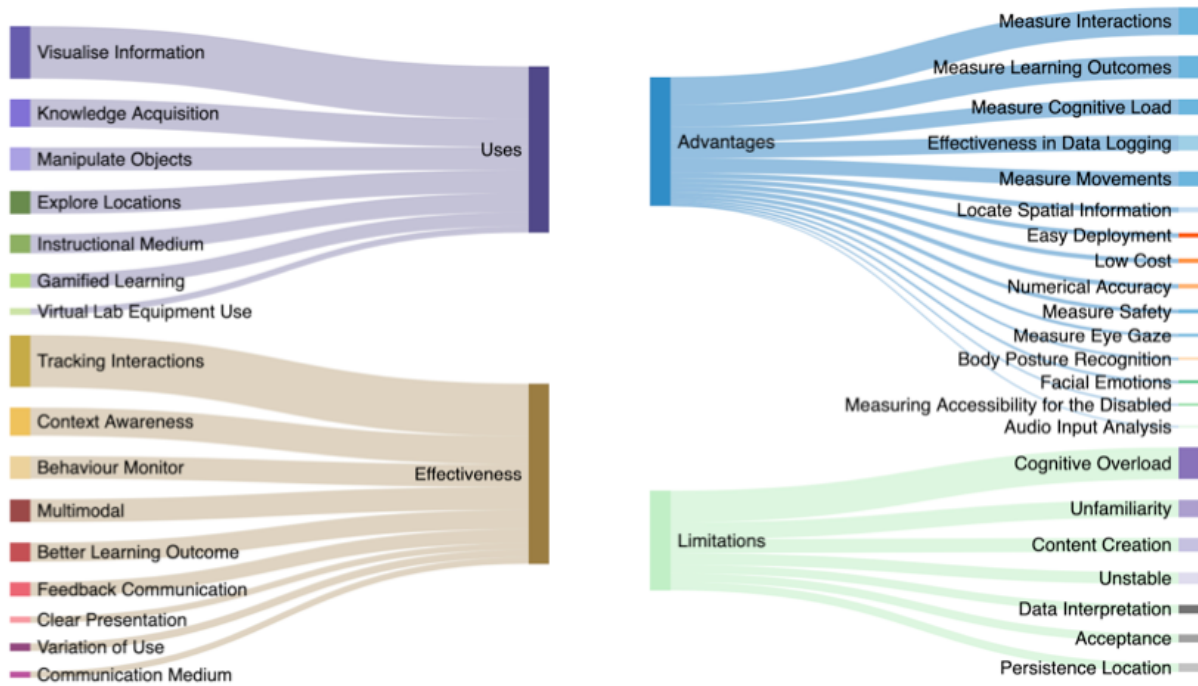 Visualise Information
Knowledge Acquisition
Manipulate Objects
Explore Locations
Instructional Medium
Gamified Learning
Virtual Lab Equipment Use
Uses
Tracking Interactions
Context Awareness
Behaviour Monitor
Multimodal
Better Learning Outcome
Feedback Communication
Clear Presentation
Variation of Use
Communication Medium
Effectiveness
Advantages
Measure Interactions
Measure Learning Outcomes
Measure Cognitive Load
Effectiveness in Data Logging
Measure Movements
Locate Spatial Information
Easy Deployment
Low Cost
Numerical Accuracy
Measure Safety
Measure Eye Gaze
Body Posture Recognition
Facial Emotions
Measuring Accessibility for the Disabled
Audio Input Analysis
Limitations
Cognitive Overload
Unfamiliarity
Content Creation
Unstable
Data Interpretation
Acceptance
Persistence Location